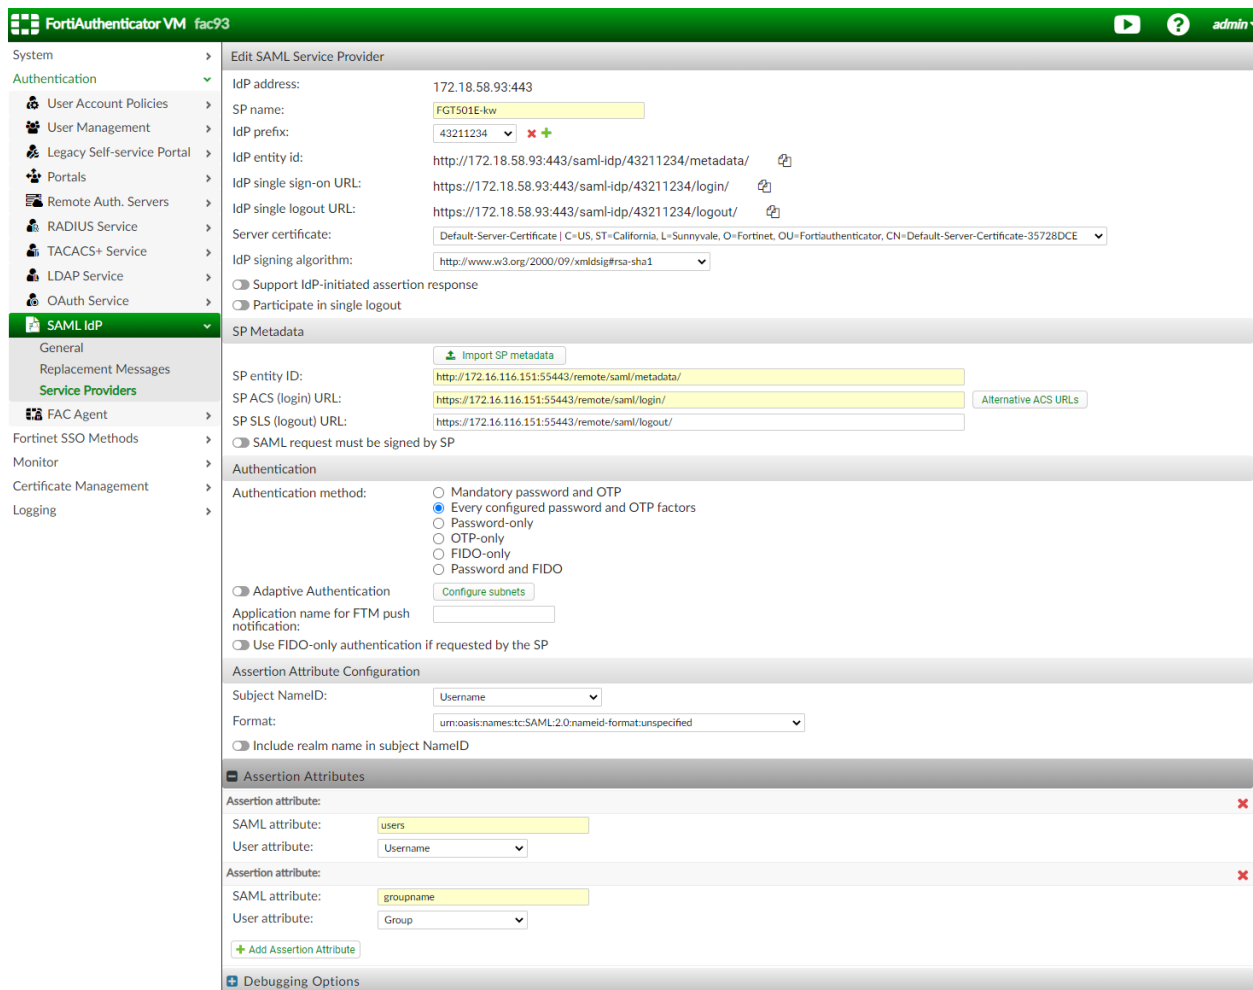 FortiAuthenticator VM fac93
admin
System
Authentication
User Account Policies
User Management
Legacy Self-service Portal
Portals
Remote Auth. Servers
RADIUS Service
TACACS+ Service
LDAP Service
OAuth Service
SAML IdP
General
Replacement Messages
Service Providers
FAC Agent
Fortinet SSO Methods
Monitor
Certificate Management
Logging
Edit SAML Service Provider
IdP address: 172.18.58.93:443
SP name: FGT501E-kw
IdP prefix: 43211234
IdP entity id: http://172.18.58.93:443/saml-idp/43211234/metadata/
IdP single sign-on URL: https://172.18.58.93:443/saml-idp/43211234/login/
IdP single logout URL: https://172.18.58.93:443/saml-idp/43211234/logout/
Server certificate: Default-Server-Certificate | C=US, ST=California, L=Sunnyvale, O=Fortinet, OU=Fortiauthenticator, CN=Default-Server-Certificate-35728DCE
IdP signing algorithm: http://www.w3.org/2000/09/xmldsig#rsa-sha1
Support IdP-initiated assertion response
Participate in single logout
SP Metadata
Import SP metadata
SP entity ID: http://172.16.116.151:55443/remote/saml/metadata/
SP ACS (login) URL: https://172.16.116.151:55443/remote/saml/login/ Alternative ACS URLs
SP SLS (logout) URL: https://172.16.116.151:55443/remote/saml/logout/
SAML request must be signed by SP
Authentication
Authentication method: Mandatory password and OTP
Every configured password and OTP factors
Password-only
OTP-only
FIDO-only
Password and FIDO
Adaptive Authentication Configure subnets
Application name for FTM push
notification:
Use FIDO-only authentication if requested by the SP
Assertion Attribute Configuration
Subject NameID: Username
Format: urn:oasis:names:tc:SAML:2.0:nameid-format:unspecified
Include realm name in subject NameID
Assertion Attributes
Assertion attribute:
SAML attribute: users
User attribute: Username
Assertion attribute:
SAML attribute: groupname
User attribute: Group
Add Assertion Attribute
Debugging Options